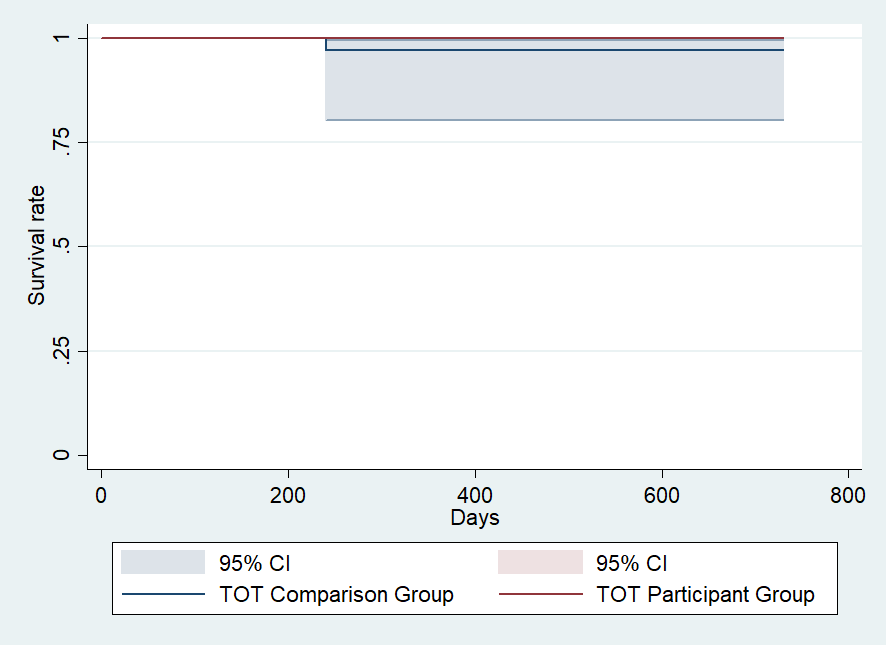 1
.75
.5
.25
0
Survival rate
0 200 400 600 800
Days
95% CI 95% CI
TOT Comparison Group TOT Participant Group